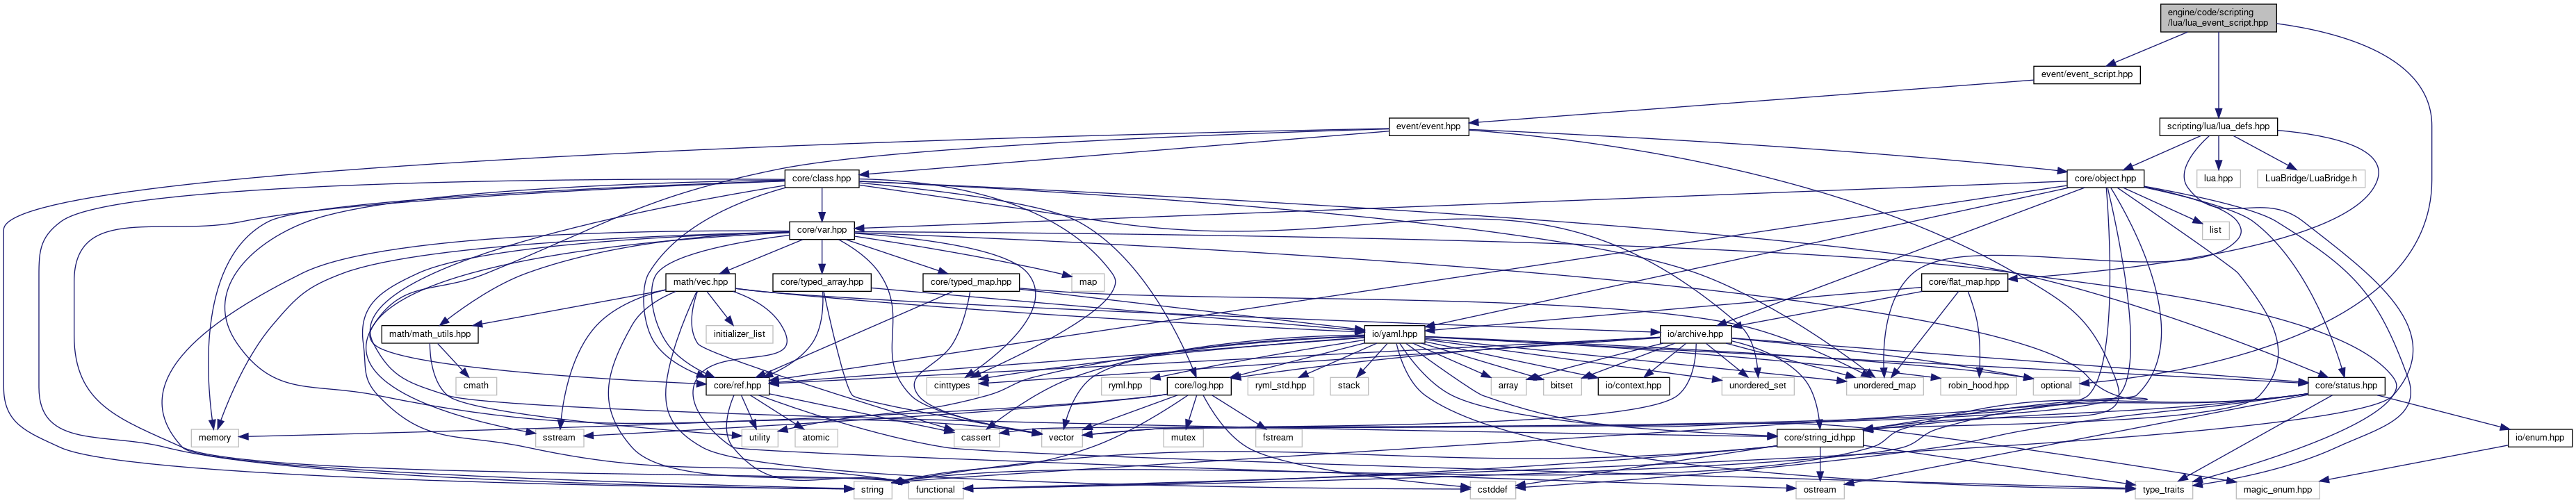 engine/code/scripting
/lua/lua_event_script.hpp
event/event_script.hpp
event/event.hpp
scripting/lua/lua_defs.hpp
core/class.hpp
core/object.hpp
lua.hpp
LuaBridge/LuaBridge.h
core/var.hpp
list
math/vec.hpp
core/typed_array.hpp
core/typed_map.hpp
map
core/flat_map.hpp
math/math_utils.hpp
initializer_list
io/yaml.hpp
io/archive.hpp
cmath
core/ref.hpp
cinttypes
ryml.hpp
core/log.hpp
ryml_std.hpp
stack
array
bitset
io/context.hpp
unordered_set
unordered_map
robin_hood.hpp
optional
core/status.hpp
memory
sstream
utility
atomic
cassert
vector
mutex
fstream
core/string_id.hpp
io/enum.hpp
string
functional
cstddef
ostream
type_traits
magic_enum.hpp